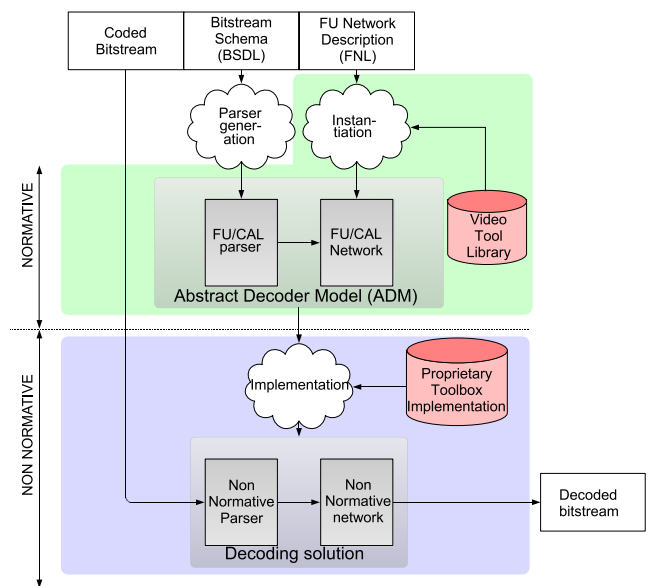 Coded
Bitstream
Bitstream
Schema
(BSDL)
FU Network
Description
(FNL)
Parser
gener-
ation
Instan-
tiation
NORMATIVE
FU/CAL
parser
FU/CAL
Network
Video
Tool
Library
Abstract Decoder Model (ADM)
NON NORMATIVE
Implementation
Proprietary
Toolbox
Implementation
Non
Normative
Parser
Non
Normative
network
Decoding solution
Decoded
bitstream